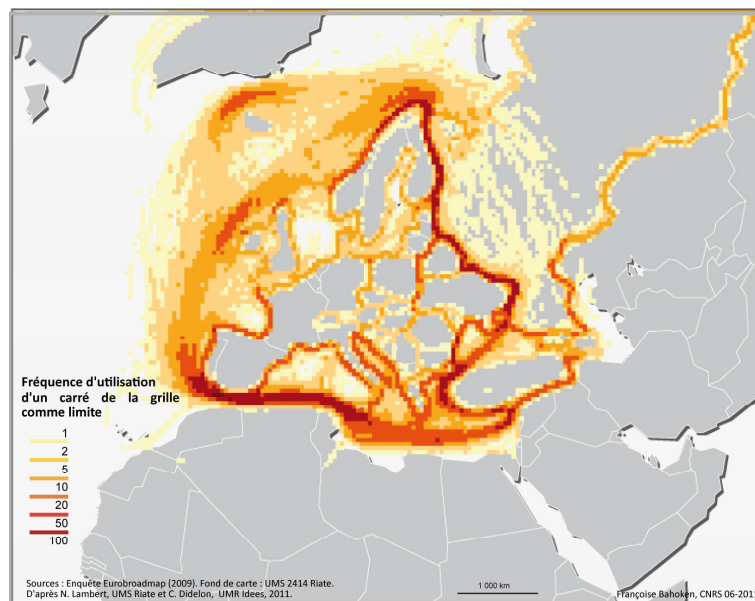 Fréquence d'utilisation
d'un carré de la grille
comme limite
1
2
5
10
20
50
100
Sources : Enquête Eurobroadmap (2009). Fond de carte : UMS 2414 Riate.
D'après N. Lambert, UMS Riate et C. Didelon, UMR Idees, 2011.
1 000 km
Françoise Bahoken, CNRS 06-201